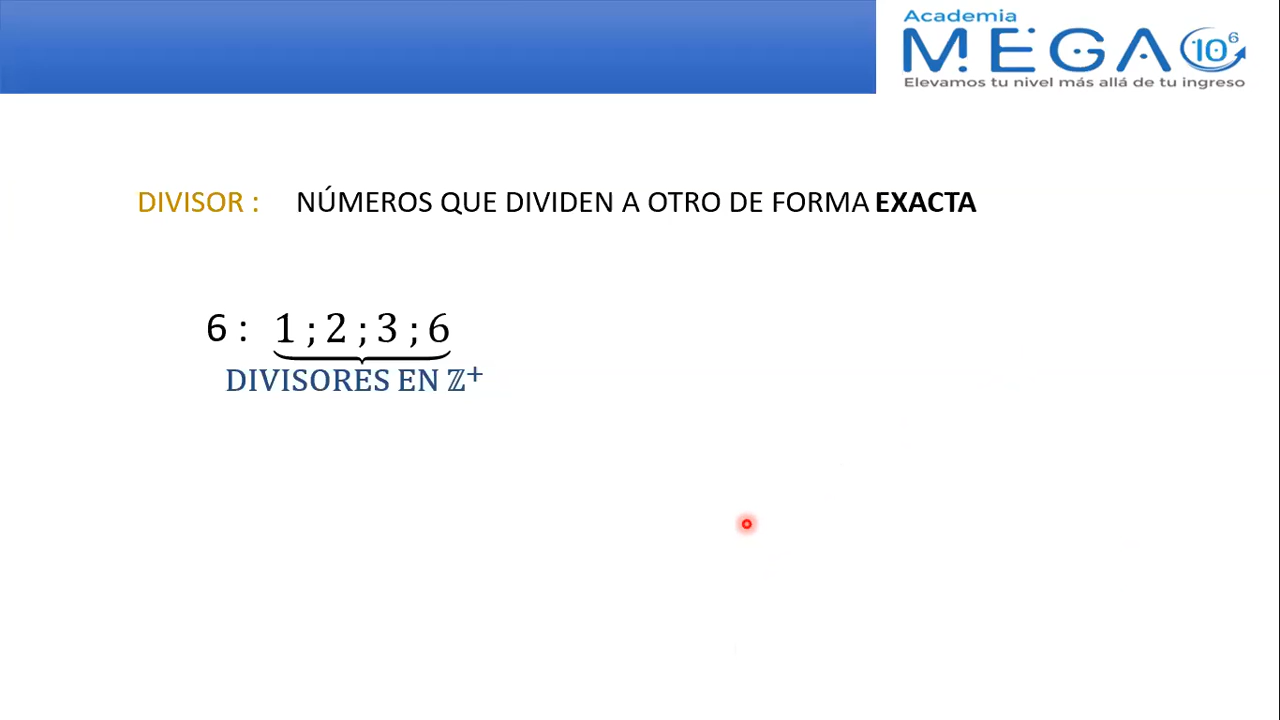 Academia
MEGA 10⁶
Elevamos tu nivel más allá de tu ingreso
DIVISOR : NÚMEROS QUE DIVIDEN A OTRO DE FORMA EXACTA
6 : 1 ; 2 ; 3 ; 6
DIVISORES EN ℤ⁺